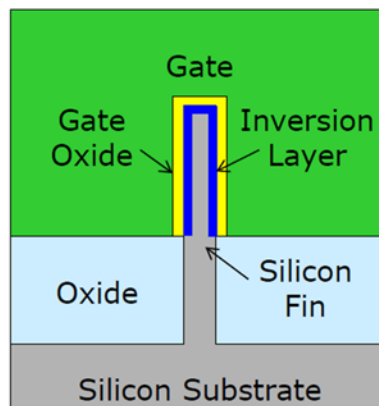 Gate
Gate
Oxide
Inversion
Layer
Oxide
Silicon
Fin
Silicon Substrate